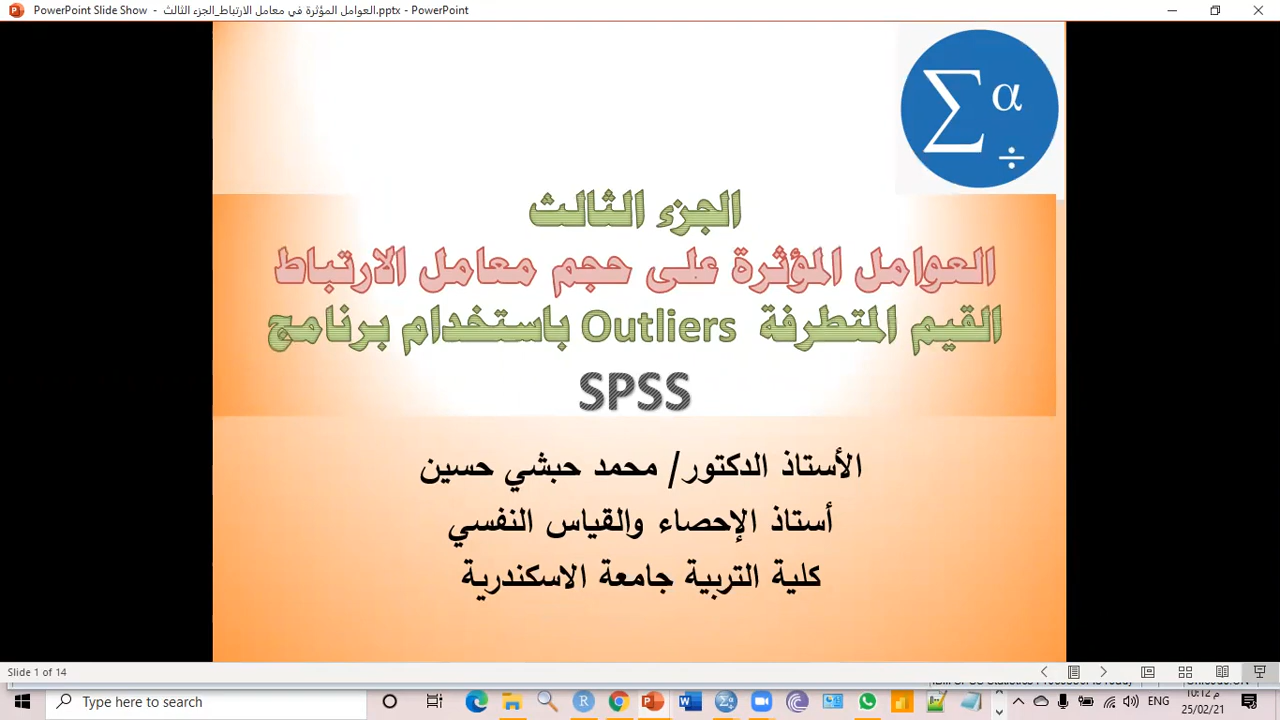 PowerPoint Slide Show - العوامل المؤثرة في معامل الارتباط_الجزء الثالث.pptx - PowerPoint
Σ α ÷
الجزء الثالث
العوامل المؤثرة على حجم معامل الارتباط
القيم المتطرفة Outliers باستخدام برنامج
SPSS
الأستاذ الدكتور/ محمد حبشي حسين
أستاذ الإحصاء والقياس النفسي
كلية التربية جامعة الاسكندرية
Slide 1 of 14
Type here to search
ENG
10:12 م
25/02/21